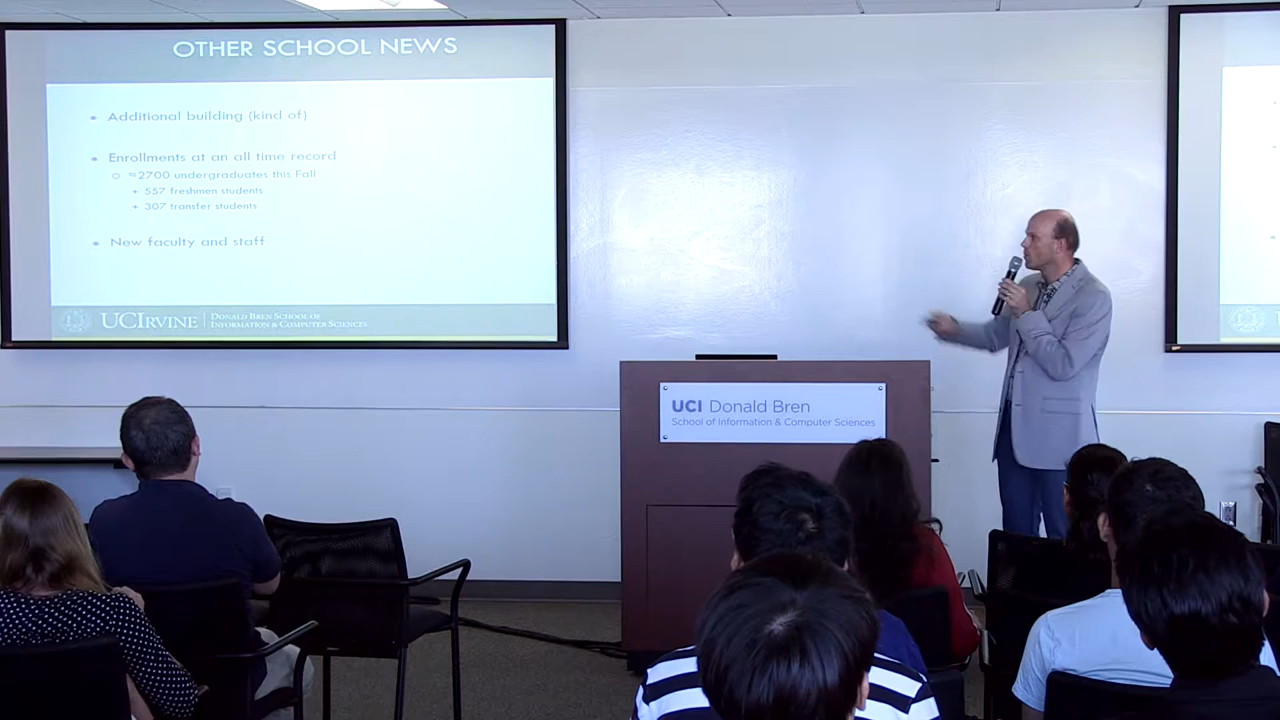 OTHER SCHOOL NEWS
Additional building (kind of)
Enrollments at an all time record
≈2700 undergraduates this Fall
557 freshmen students
307 transfer students
New faculty and staff
UCIRVINE
DONALD BREN SCHOOL OF
INFORMATION & COMPUTER SCIENCES
UCI Donald Bren
School of Information & Computer Sciences